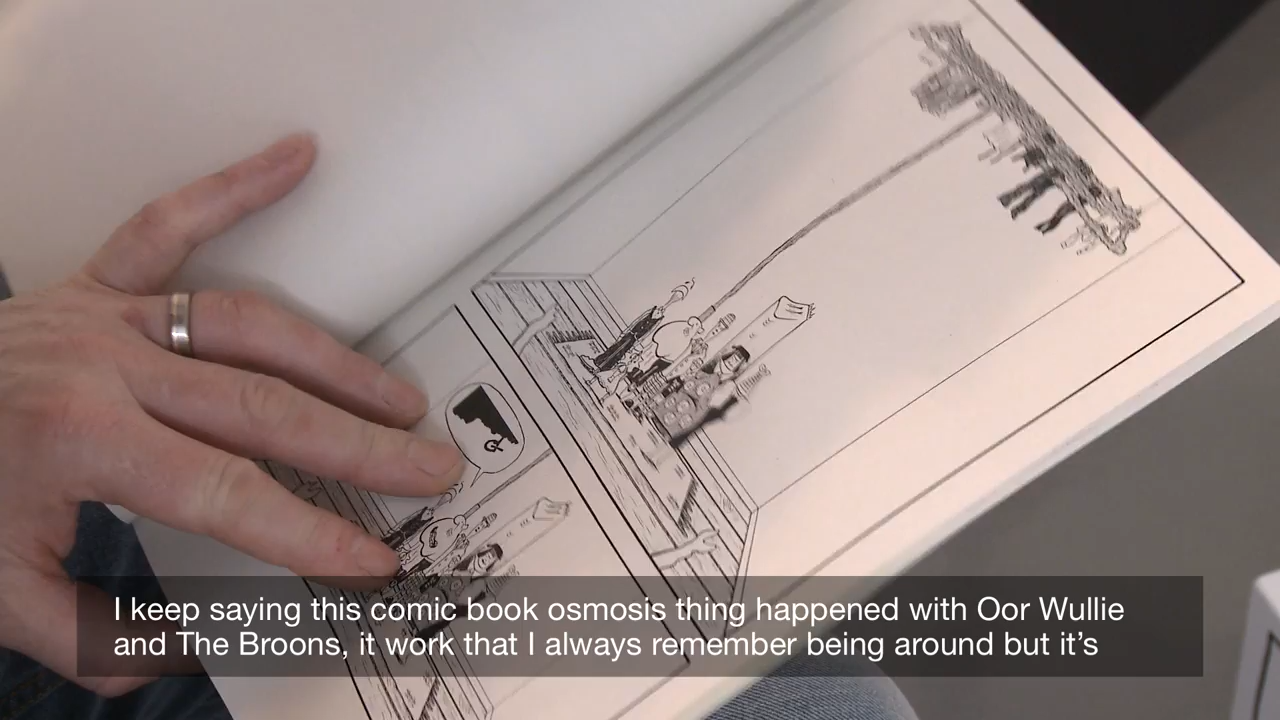 I keep saying this comic book osmosis thing happened with Oor Wullie
and The Broons, it work that I always remember being around but it’s